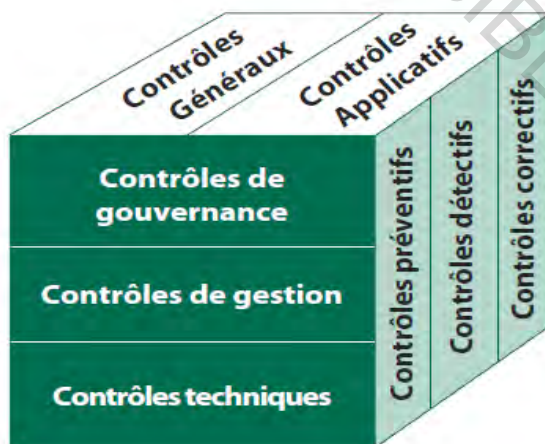 Contrôles
Généraux
Contrôles
Applicatifs
Contrôles de
gouvernance
Contrôles de gestion
Contrôles techniques
Contrôles préventifs
Contrôles détectifs
Contrôles correctifs